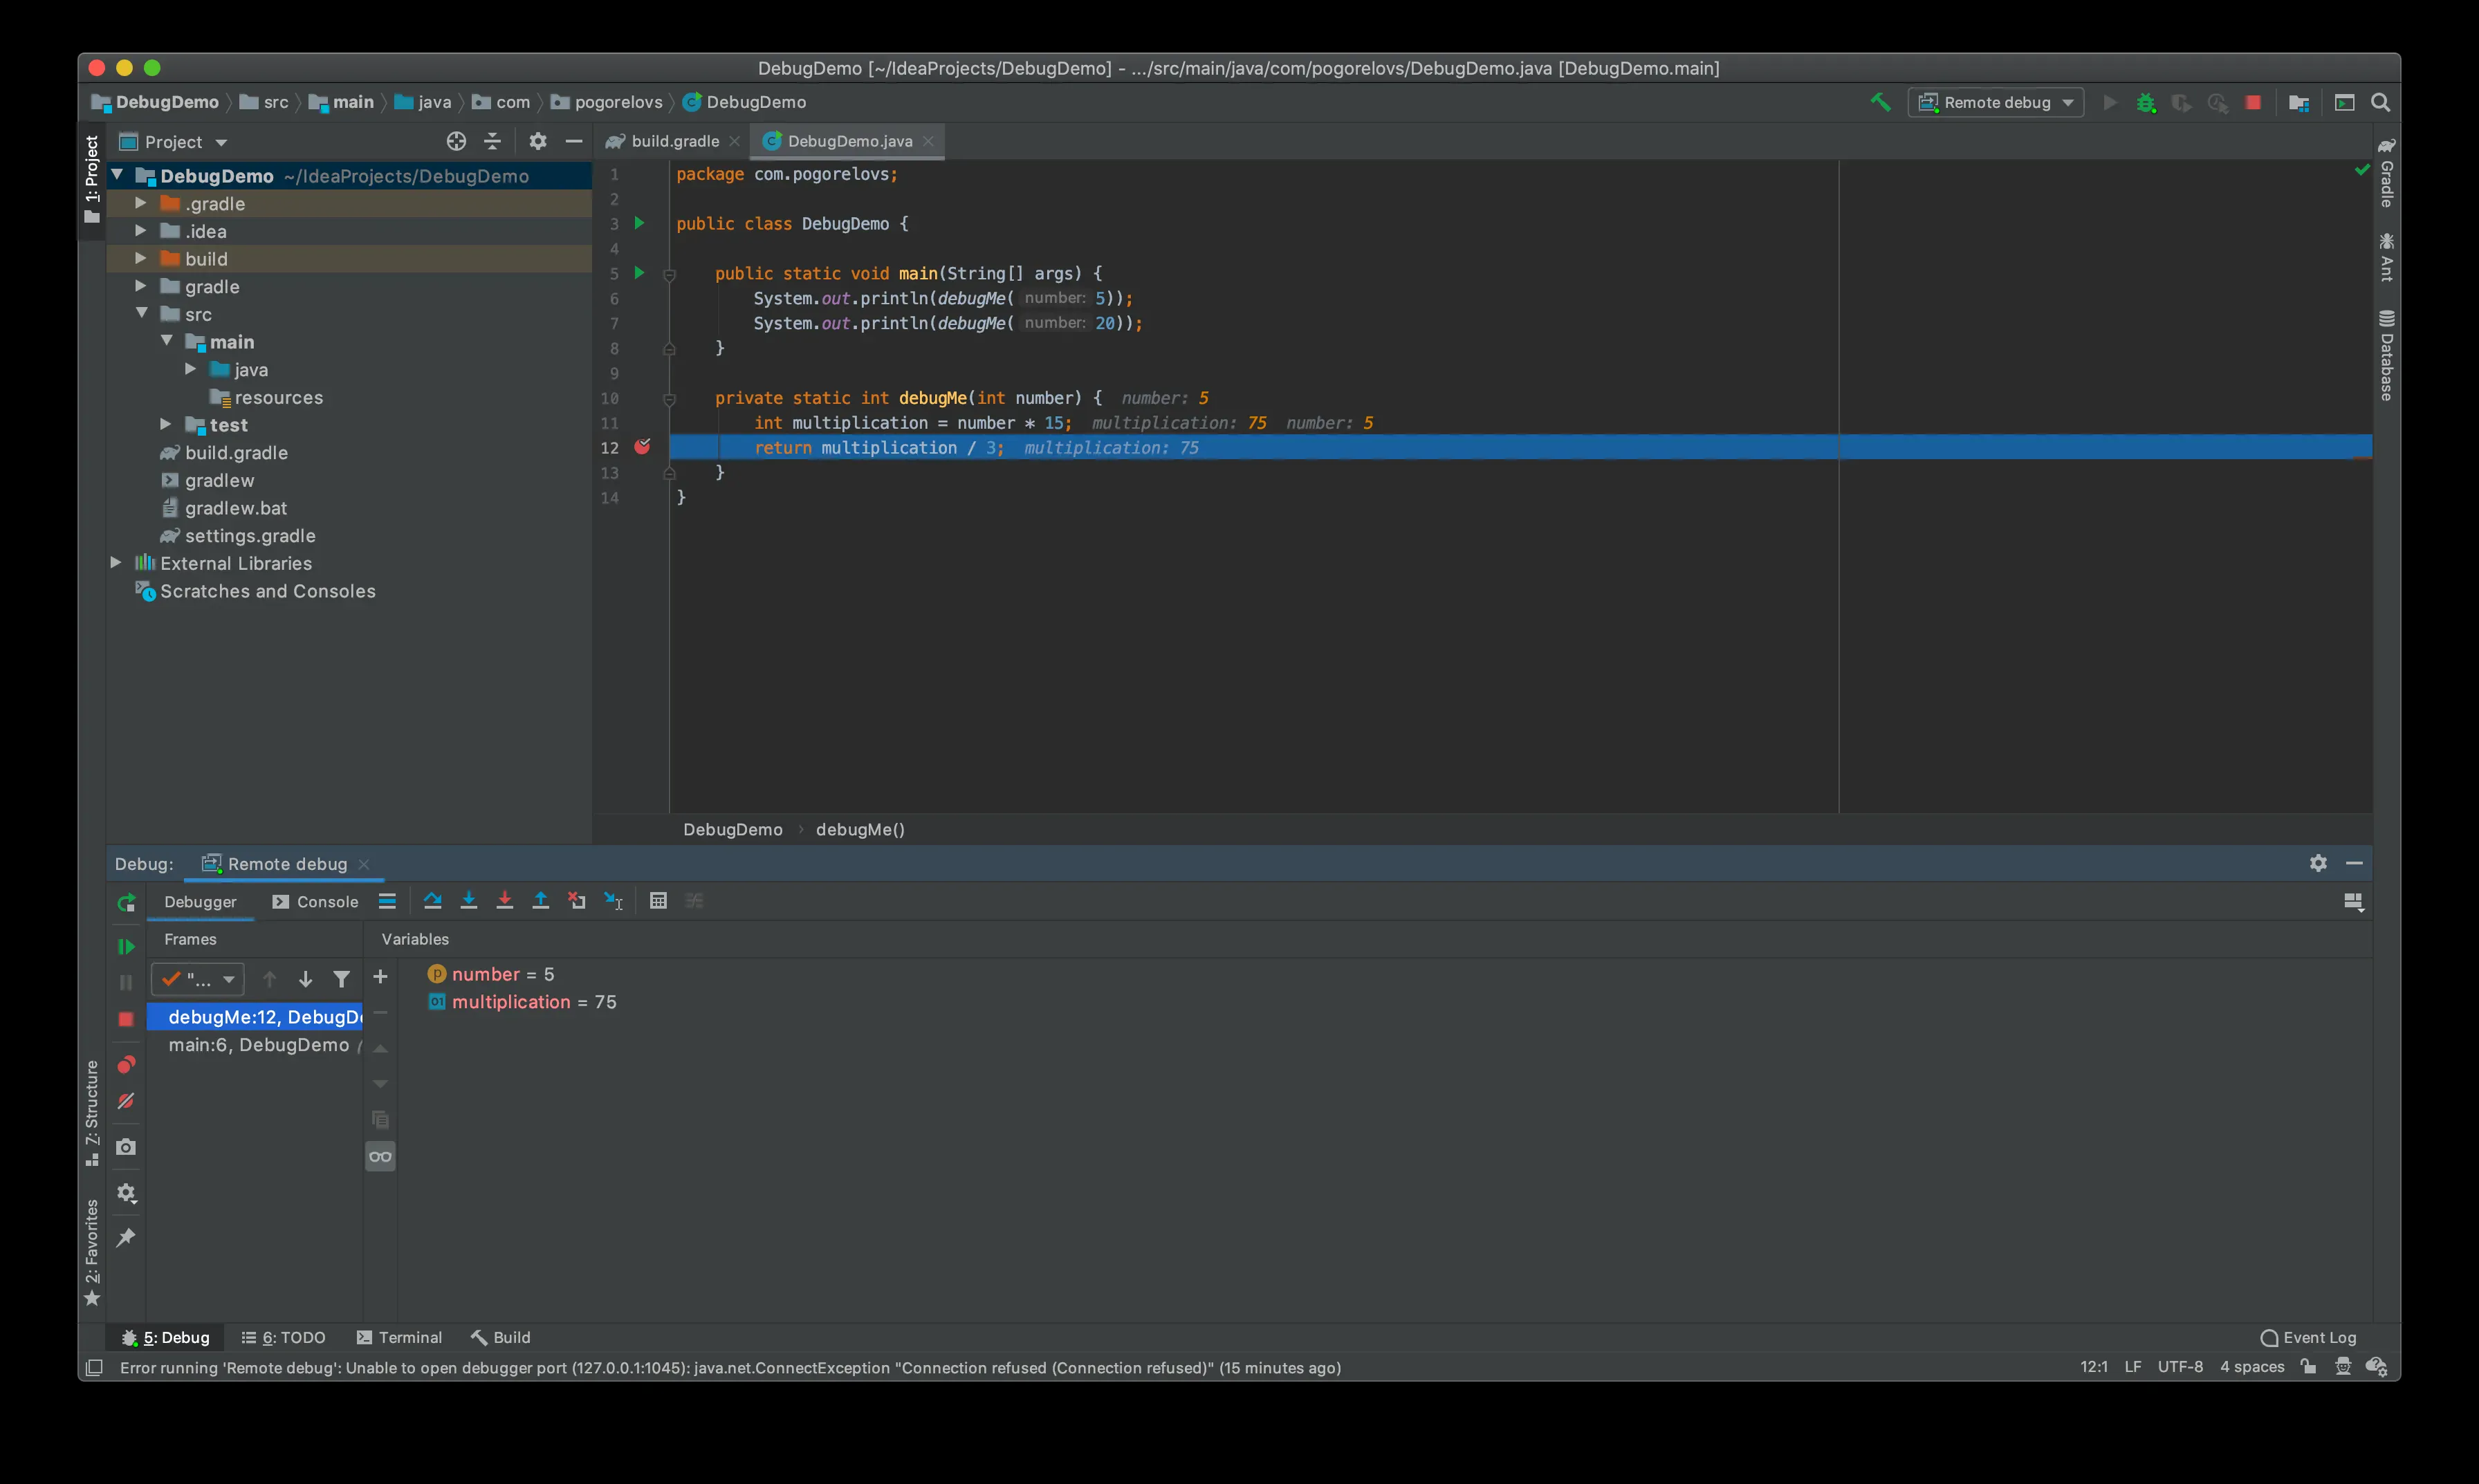 DebugDemo [~/IdeaProjects/DebugDemo] - .../src/main/java/com/pogorelovs/DebugDemo.java [DebugDemo.main]
DebugDemo src main java com pogorelovs DebugDemo
Remote debug
1: Project
Project
DebugDemo ~/IdeaProjects/DebugDemo
.gradle
.idea
build
gradle
src
main
java
resources
test
build.gradle
gradlew
gradlew.bat
settings.gradle
External Libraries
Scratches and Consoles
build.gradle
DebugDemo.java
1 package com.pogorelovs;
2
3 public class DebugDemo {
4
5 public static void main(String[] args) {
6 System.out.println(debugMe( number: 5));
7 System.out.println(debugMe( number: 20));
8 }
9
10 private static int debugMe(int number) { number: 5
11 int multiplication = number * 15; multiplication: 75 number: 5
12 return multiplication / 3; multiplication: 75
13 }
14 }
DebugDemo › debugMe()
Gradle
Ant
Database
Debug: Remote debug
Debugger Console
Frames Variables
"...
debugMe:12, DebugD
main:6, DebugDemo (
number = 5
multiplication = 75
7: Structure
2: Favorites
5: Debug 6: TODO Terminal Build
Event Log
Error running 'Remote debug': Unable to open debugger port (127.0.0.1:1045): java.net.ConnectException "Connection refused (Connection refused)" (15 minutes ago)
12:1 LF UTF-8 4 spaces